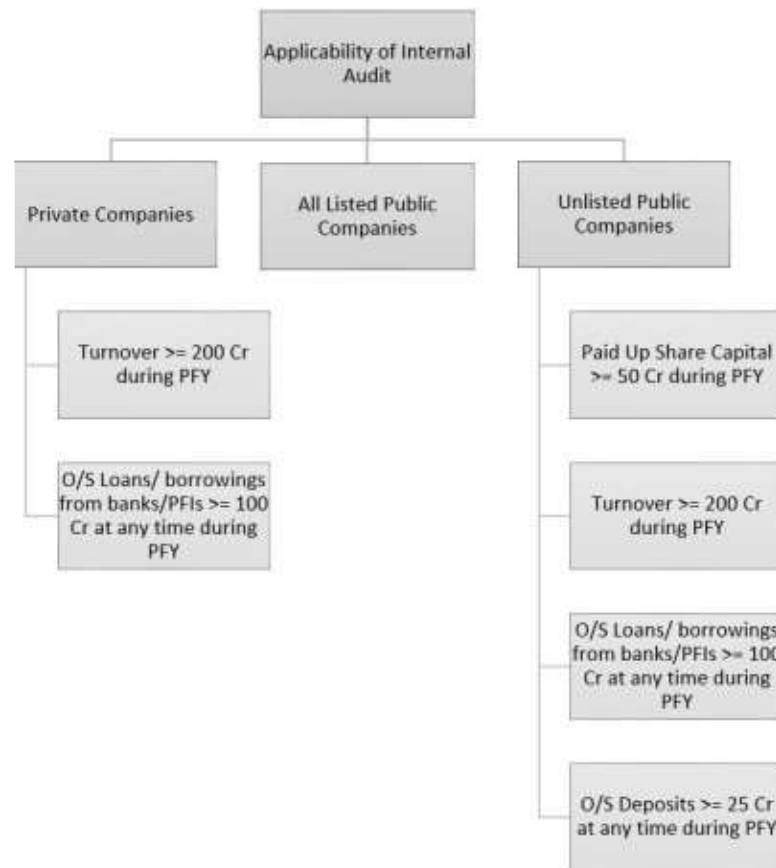 Applicability of Internal
Audit
Private Companies
All Listed Public
Companies
Unlisted Public
Companies
Turnover >= 200 Cr
during PFY
O/S Loans/ borrowings
from banks/PFIs >= 100
Cr at any time during
PFY
Paid Up Share Capital
>= 50 Cr during PFY
Turnover >= 200 Cr
during PFY
O/S Loans/ borrowings
from banks/PFIs >= 100
Cr at any time during
PFY
O/S Deposits >= 25 Cr
at any time during PFY